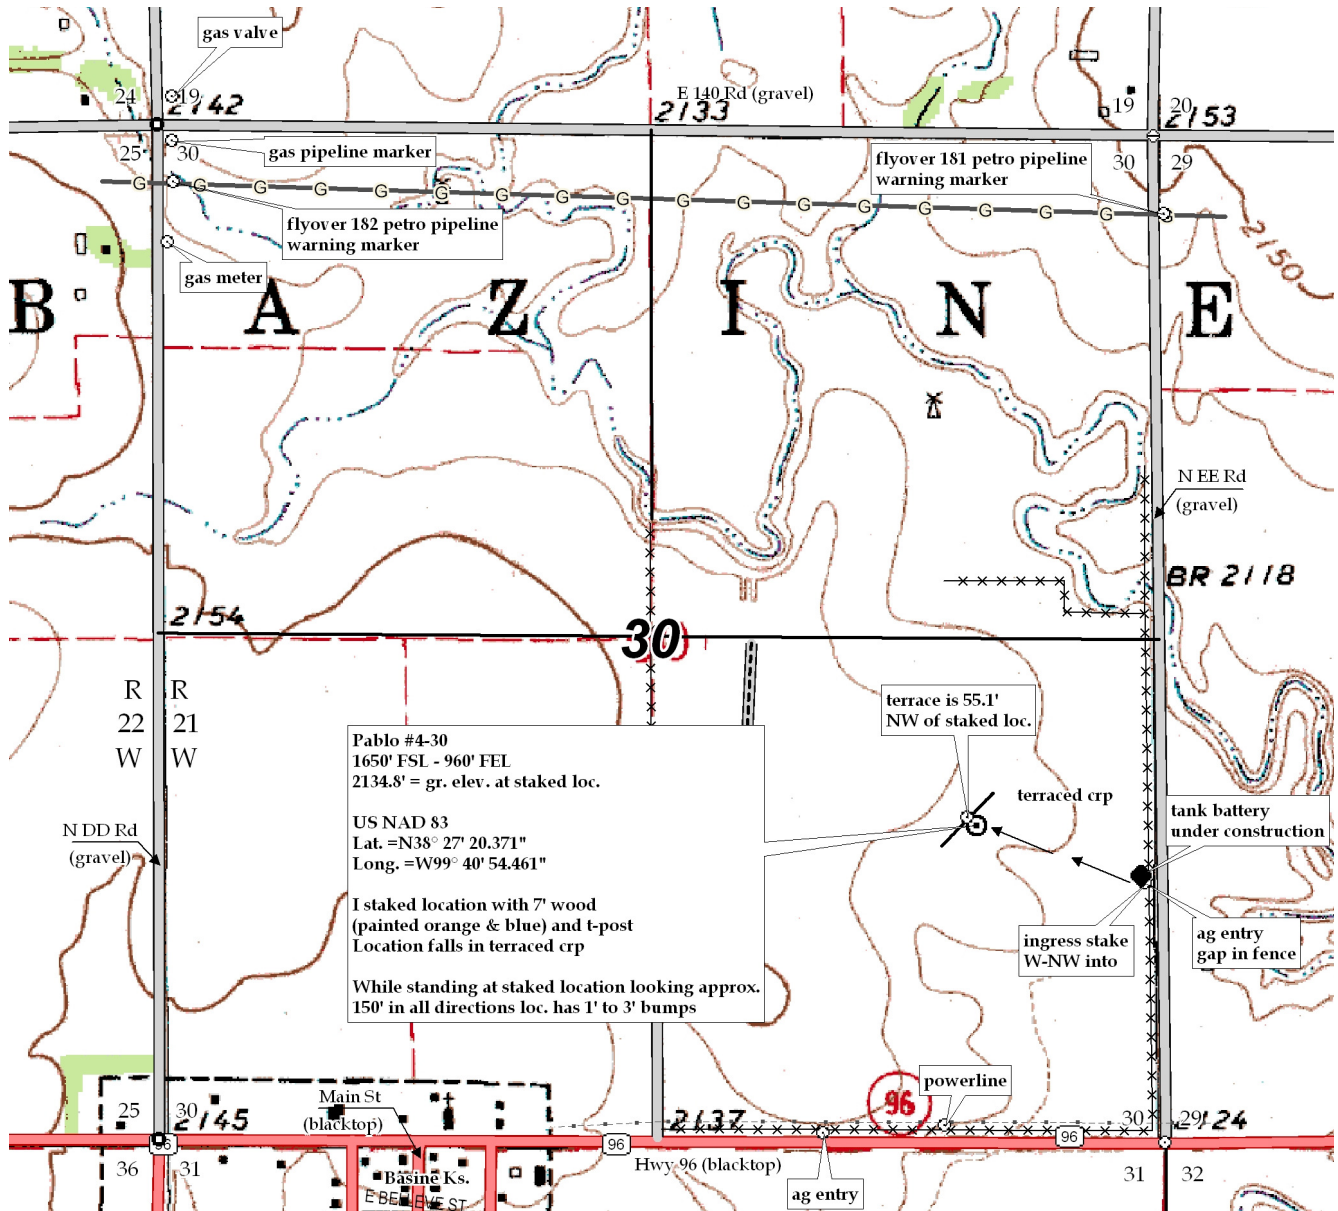 gas valve
24
19
2142
E 140 Rd (gravel)
2133
19
20
2153
25
30
gas pipeline marker
flyover 181 petro pipeline
warning marker
30
29
G G G G G G G G G G G G G G G G G
flyover 182 petro pipeline
warning marker
gas meter
2150
B A Z I N E
N EE Rd
(gravel)
BR 2118
2154
30
R R
22 21
W W
terrace is 55.1'
NW of staked loc.
Pablo #4-30
1650' FSL - 960' FEL
2134.8' = gr. elev. at staked loc.
US NAD 83
Lat. =N38° 27' 20.371"
Long. =W99° 40' 54.461"
I staked location with 7' wood
(painted orange & blue) and t-post
Location falls in terraced crp
While standing at staked location looking approx.
150' in all directions loc. has 1' to 3' bumps
terraced crp
tank battery
under construction
N DD Rd
(gravel)
ingress stake
W-NW into
ag entry
gap in fence
powerline
96
Main St
(blacktop)
25
30
2145
2137
30
29
2124
96
96
96
36
31
Hwy 96 (blacktop)
31
32
Basine Ks.
E BELLEVE ST
ag entry